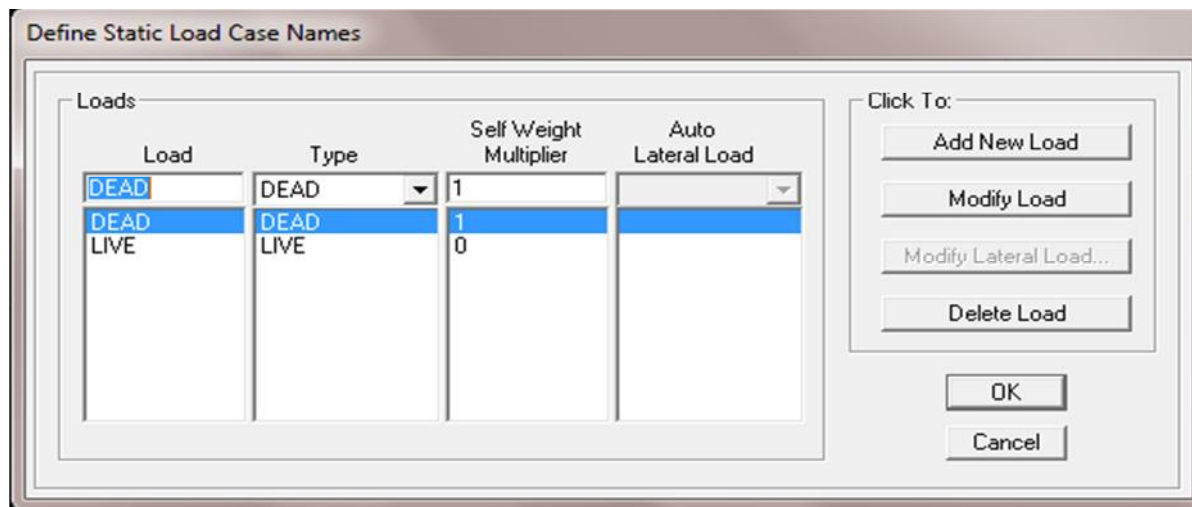 Define Static Load Case Names
Loads
Click To:
Load Type Self Weight Multiplier Auto Lateral Load
DEAD DEAD 1
DEAD DEAD 1
LIVE LIVE 0
Add New Load
Modify Load
Modify Lateral Load...
Delete Load
OK
Cancel